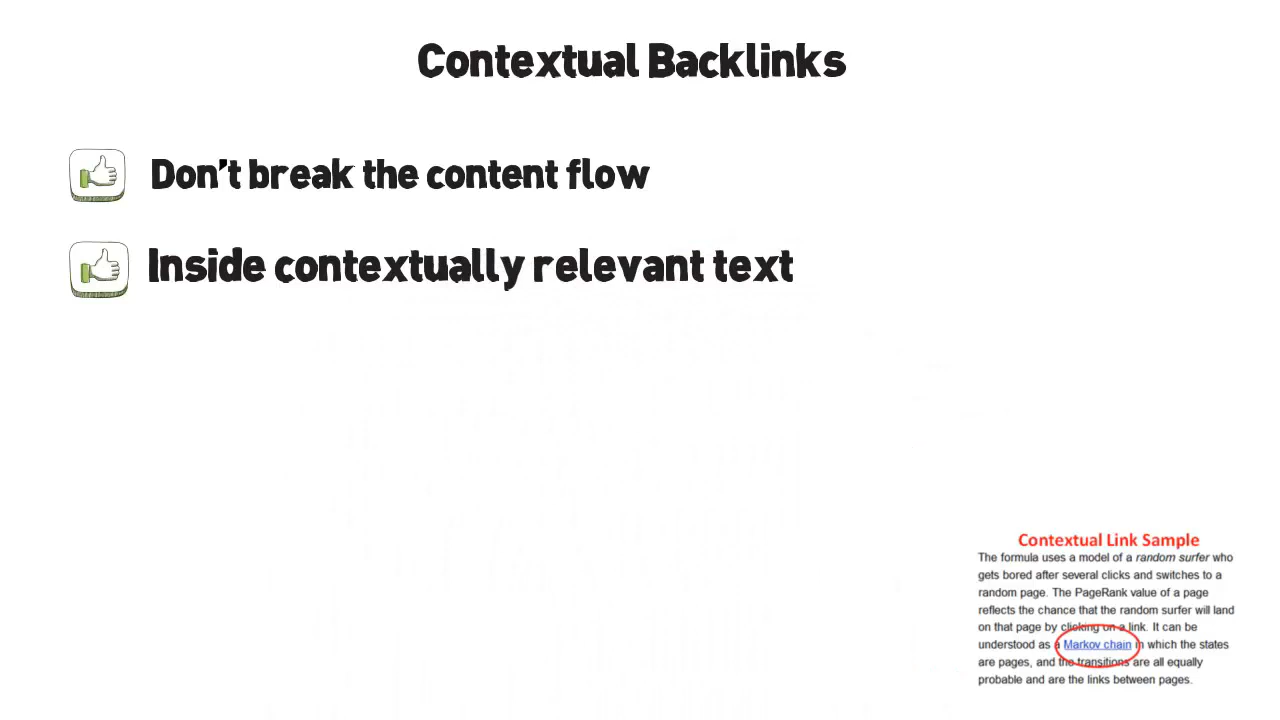 Contextual Backlinks
Don't break the content flow
Inside contextually relevant text
Contextual Link Sample
The formula uses a model of a random surfer who
gets bored after several clicks and switches to a
random page. The PageRank value of a page
reflects the chance that the random surfer will land
on that page by clicking on a link. It can be
understood as a Markov chain in which the states
are pages, and the transitions are all equally
probable and are the links between pages.